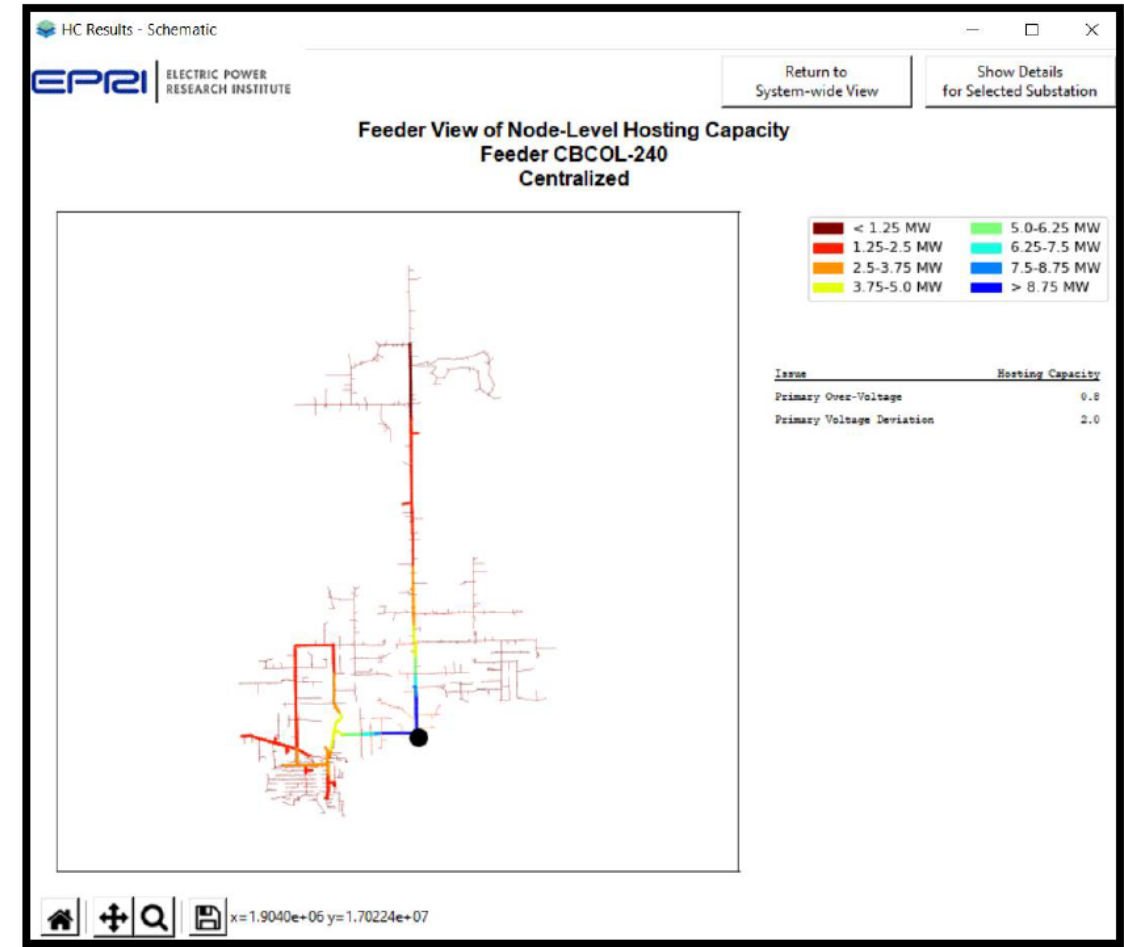 HC Results - Schematic
EPRI
ELECTRIC POWER
RESEARCH INSTITUTE
Return to
System-wide View
Show Details
for Selected Substation
Feeder View of Node-Level Hosting Capacity
Feeder CBCOL-240
Centralized
< 1.25 MW 5.0-6.25 MW
1.25-2.5 MW 6.25-7.5 MW
2.5-3.75 MW 7.5-8.75 MW
3.75-5.0 MW > 8.75 MW
Issue Hosting Capacity
Primary Over-Voltage 0.8
Primary Voltage Deviation 2.0
x=1.9040e+06 y=1.70224e+07